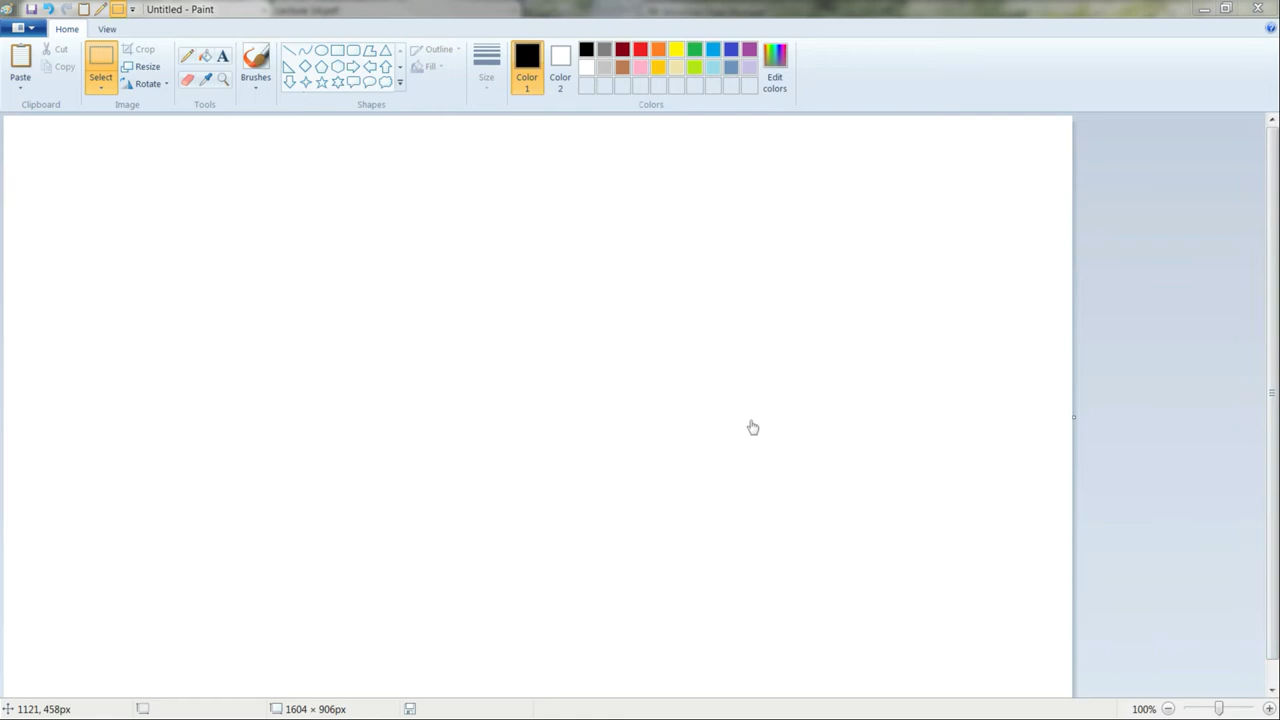 Untitled - Paint
Home View
Paste
Cut
Copy
Clipboard
Select
Crop
Resize
Rotate
Image
Tools
Brushes
Outline
Fill
Shapes
Size
Color
1
Color
2
Edit
colors
Colors
1121, 458px
1604 × 906px
100%